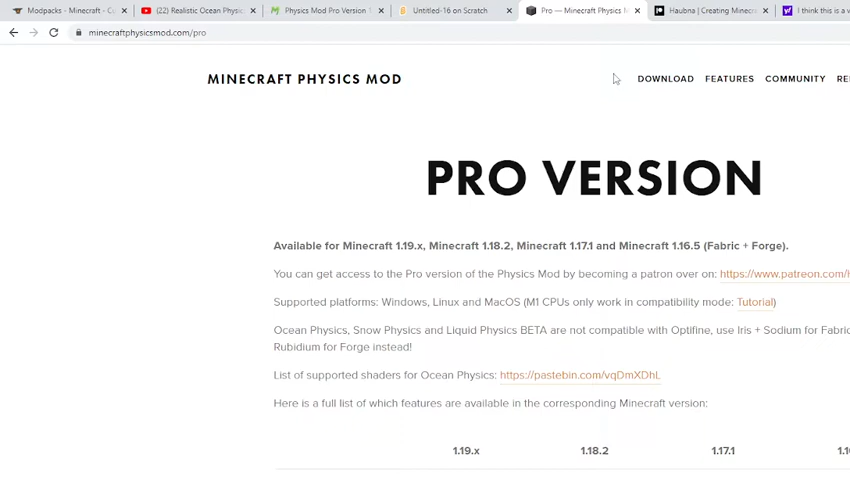 Modpacks - Minecraft - C
(22) Realistic Ocean Physic
Physics Mod Pro Version
Untitled-16 on Scratch
Pro — Minecraft Physics M
Haubna | Creating Minecr
I think this is a v
minecraftphysicsmod.com/pro
MINECRAFT PHYSICS MOD
DOWNLOAD FEATURES COMMUNITY RE
PRO VERSION
Available for Minecraft 1.19.x, Minecraft 1.18.2, Minecraft 1.17.1 and Minecraft 1.16.5 (Fabric + Forge).
You can get access to the Pro version of the Physics Mod by becoming a patron over on: https://www.patreon.com/h
Supported platforms: Windows, Linux and MacOS (M1 CPUs only work in compatibility mode: Tutorial)
Ocean Physics, Snow Physics and Liquid Physics BETA are not compatible with Optifine, use Iris + Sodium for Fabric
Rubidium for Forge instead!
List of supported shaders for Ocean Physics: https://pastebin.com/vqDmXDhL
Here is a full list of which features are available in the corresponding Minecraft version:
1.19.x 1.18.2 1.17.1 1.1